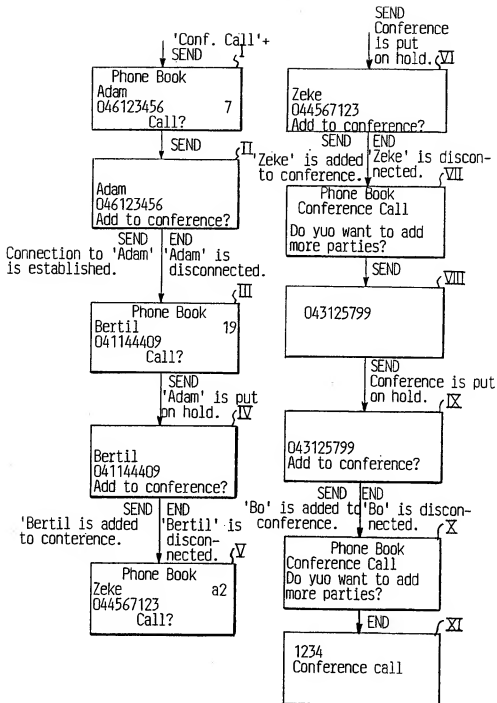 'Conf. Call'+
SEND
I
Phone Book
Adam
046123456 7
Call?
SEND
II
Adam
046123456
Add to conference?
SEND END
Connection to 'Adam' 'Adam' is
is established. disconnected.
III
Phone Book
Bertil 19
041144409
Call?
SEND
'Adam' is put
on hold.
IV
Bertil
041144409
Add to conference?
SEND END
'Bertil is added 'Bertil' is
to conterence. discon-
nected.
V
Phone Book
Zeke a2
044567123
Call?
SEND
Conference
is put
on hold.
VI
Zeke
044567123
Add to conference?
SEND END
'Zeke' is added 'Zeke' is discon-
to conference. nected.
VII
Phone Book
Conference Call
Do yuo want to add
more parties?
SEND
VIII
043125799
SEND
Conference is put
on hold.
IX
043125799
Add to conference?
SEND END
'Bo' is added to 'Bo' is discon-
conference. nected.
X
Phone Book
Conference Call
Do yuo want to add
more parties?
END
XI
1234
Conference call